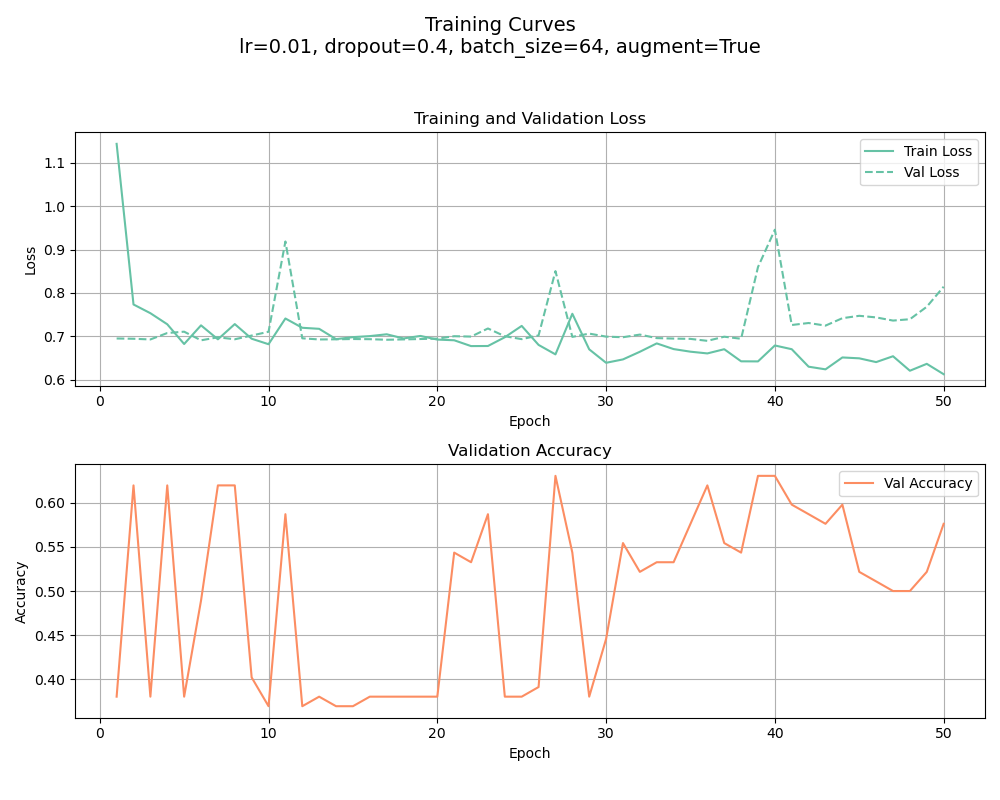 Training Curves
lr=0.01, dropout=0.4, batch_size=64, augment=True
Training and Validation Loss
Train Loss
Val Loss
1.1
1.0
0.9
0.8
0.7
0.6
Loss
0 10 20 30 40 50
Epoch
Validation Accuracy
Val Accuracy
0.60
0.55
0.50
0.45
0.40
Accuracy
0 10 20 30 40 50
Epoch